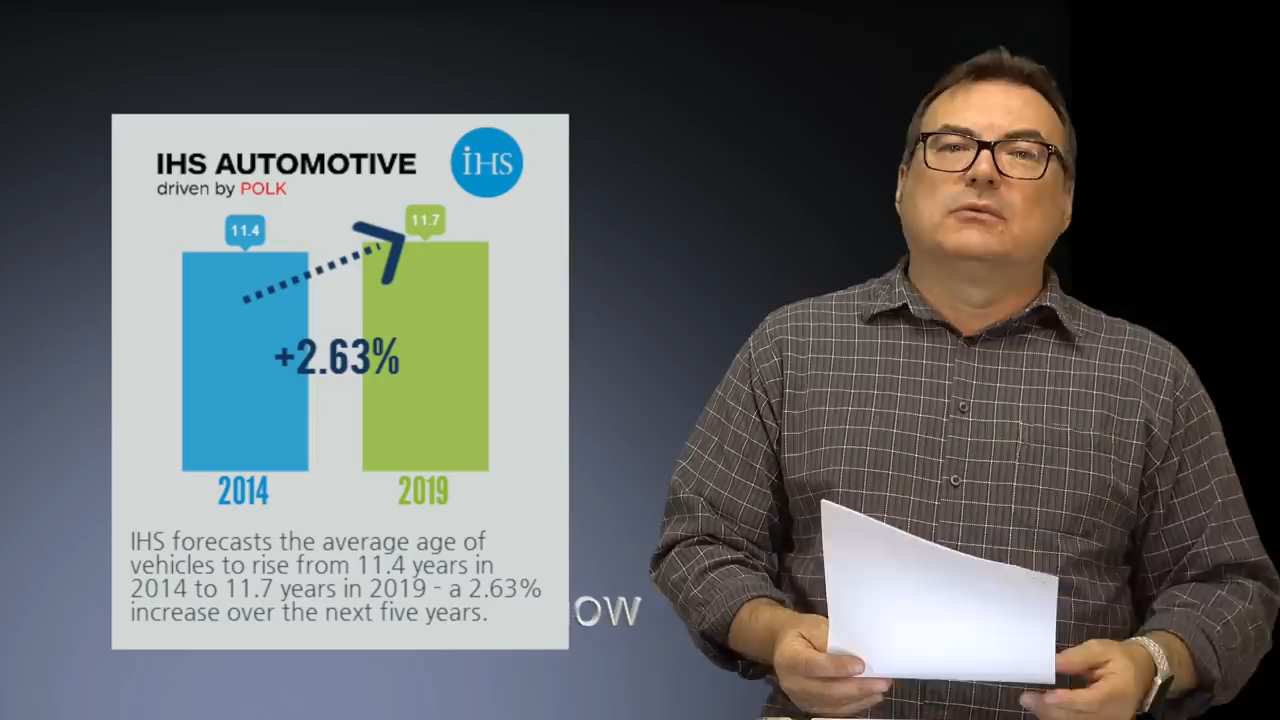 IHS AUTOMOTIVE
driven by POLK
iHS
11.4
11.7
+2.63%
2014
2019
IHS forecasts the average age of
vehicles to rise from 11.4 years in
2014 to 11.7 years in 2019 - a 2.63%
increase over the next five years.
OW